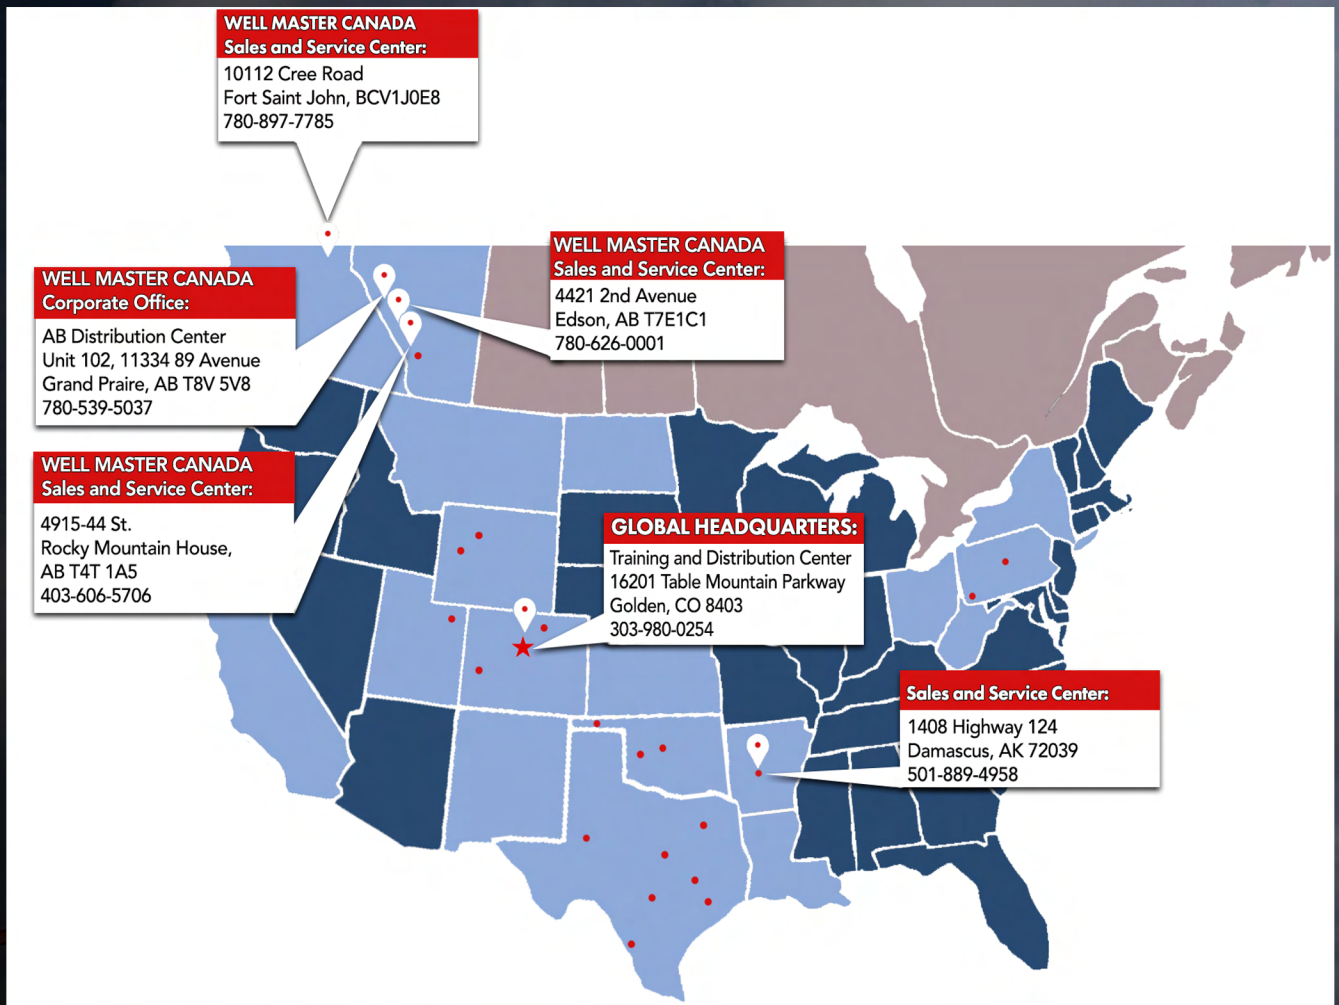 WELL MASTER CANADA
Sales and Service Center:
10112 Cree Road
Fort Saint John, BCV1J0E8
780-897-7785
WELL MASTER CANADA
Sales and Service Center:
4421 2nd Avenue
Edson, AB T7E1C1
780-626-0001
WELL MASTER CANADA
Corporate Office:
AB Distribution Center
Unit 102, 11334 89 Avenue
Grand Praire, AB T8V 5V8
780-539-5037
WELL MASTER CANADA
Sales and Service Center:
4915-44 St.
Rocky Mountain House,
AB T4T 1A5
403-606-5706
GLOBAL HEADQUARTERS:
Training and Distribution Center
16201 Table Mountain Parkway
Golden, CO 8403
303-980-0254
Sales and Service Center:
1408 Highway 124
Damascus, AK 72039
501-889-4958